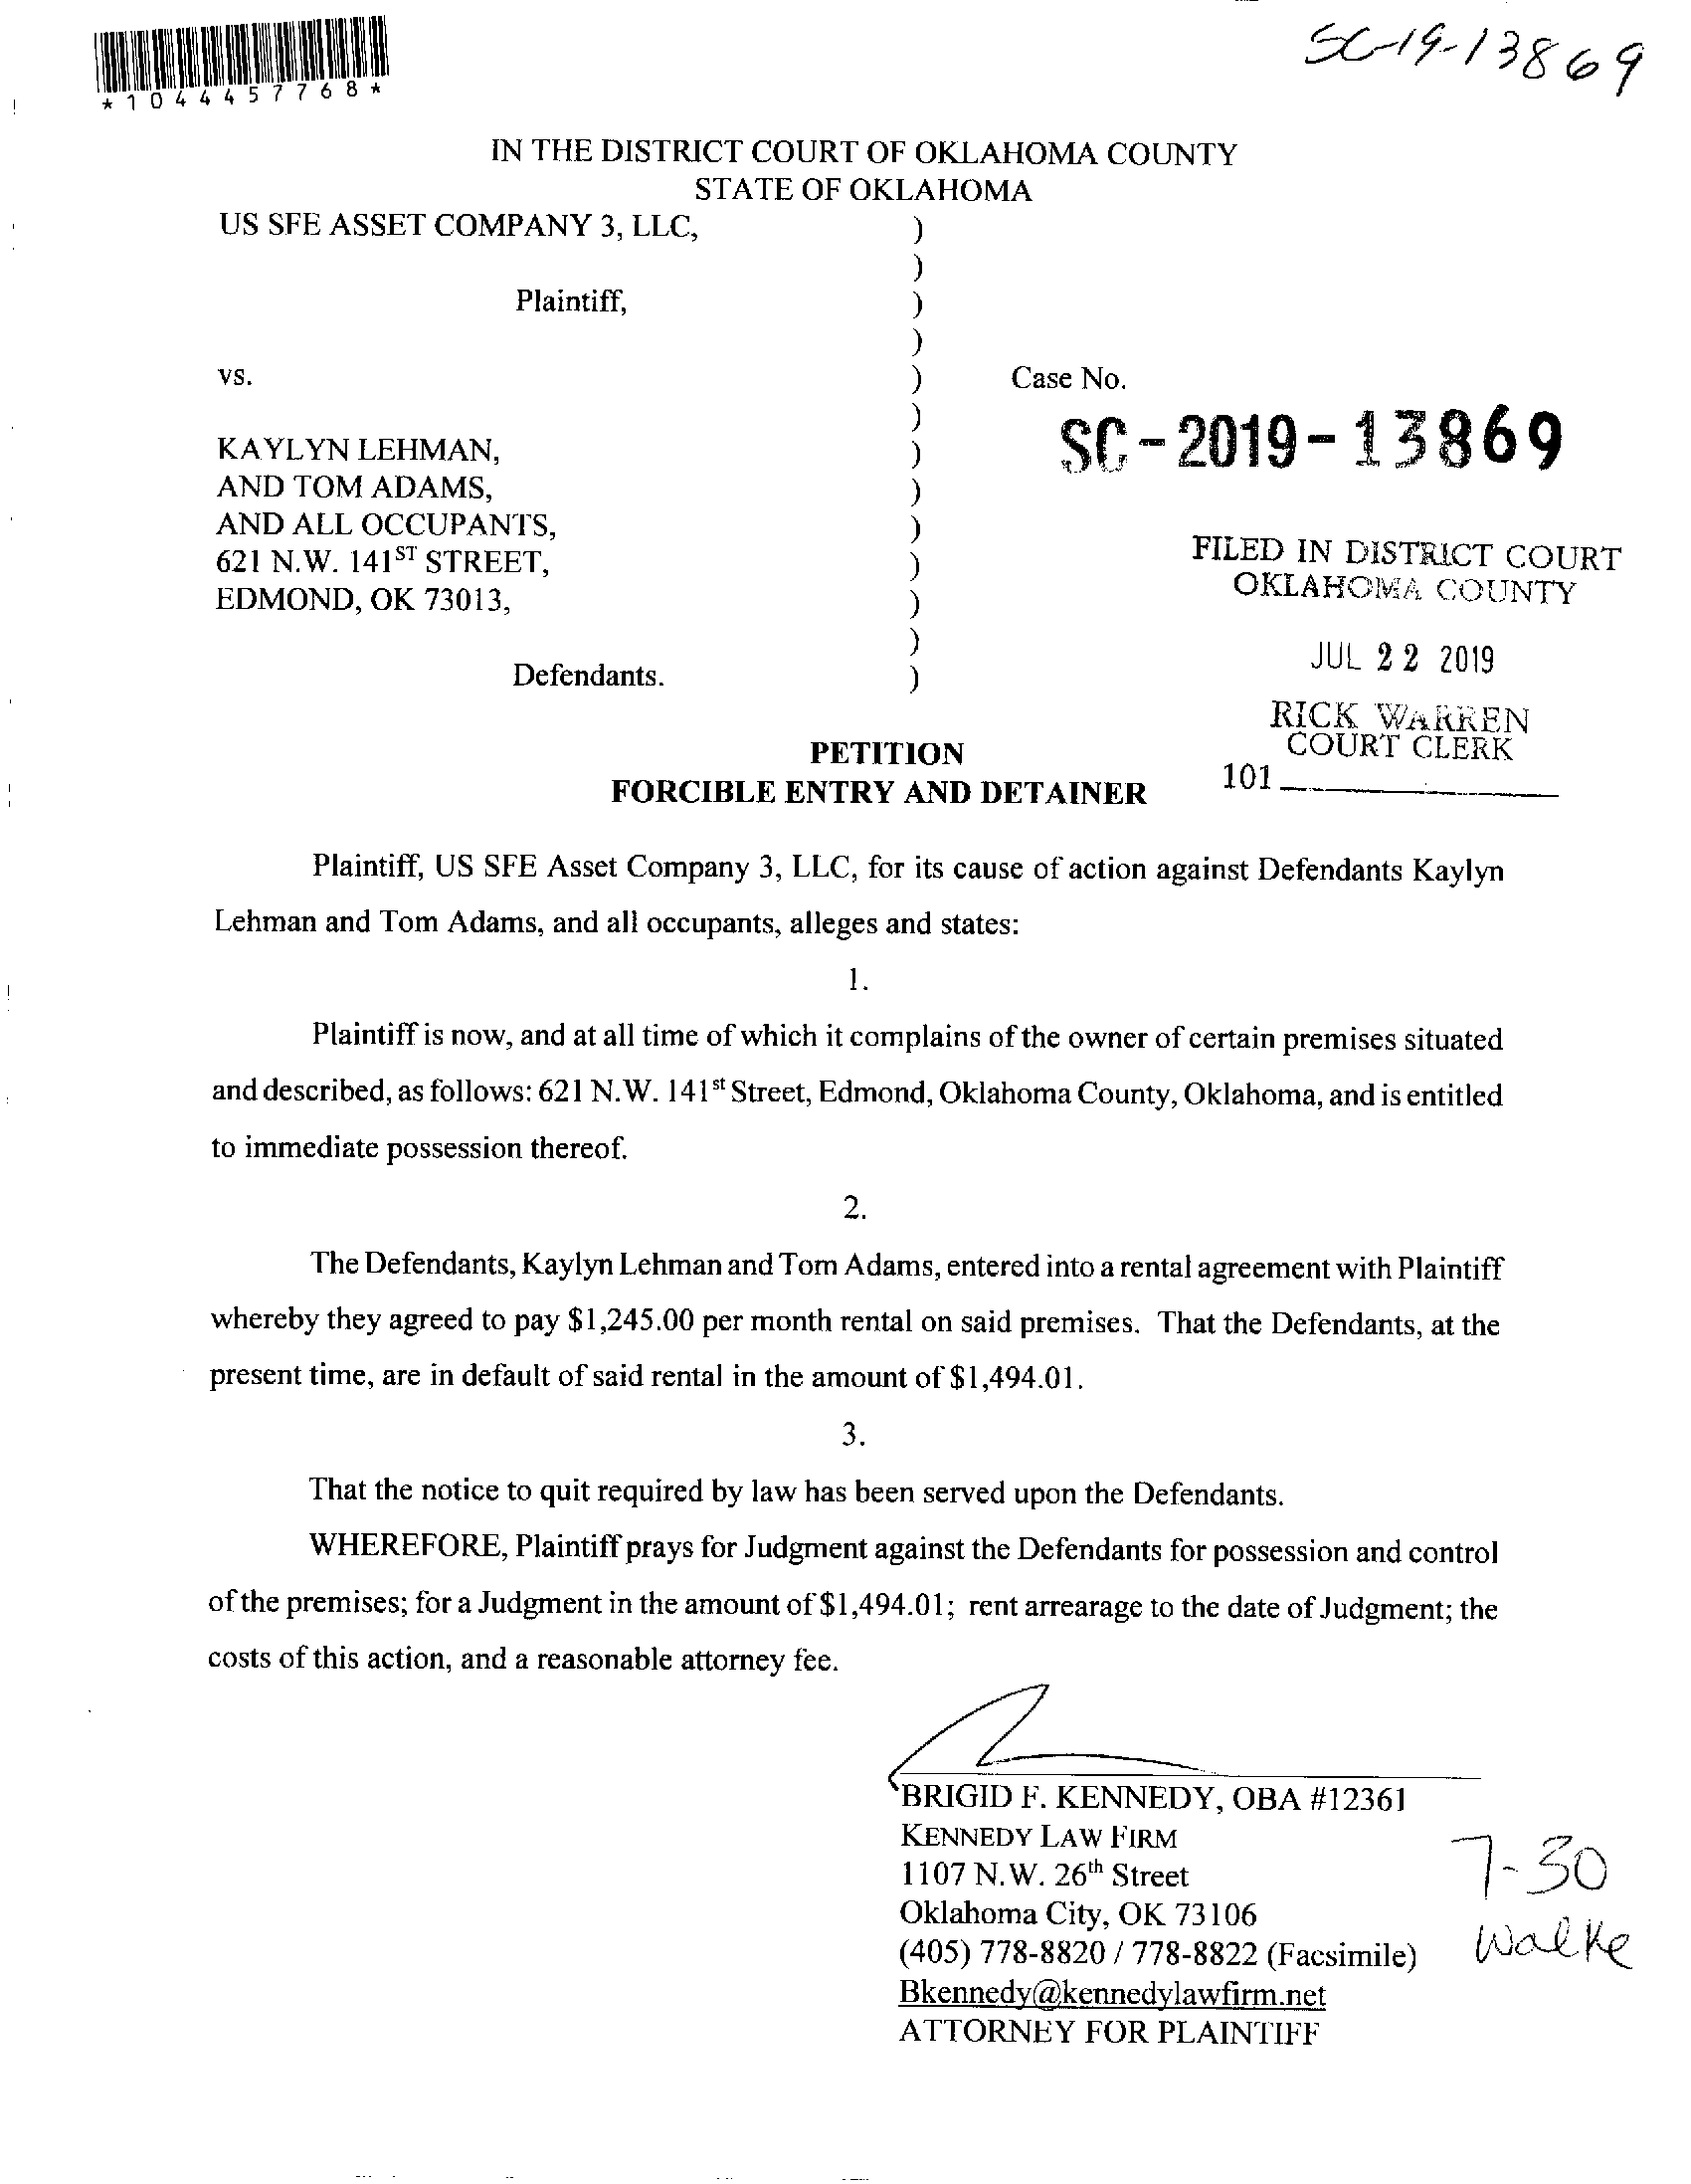 *1044457768*
SC-19-13869
IN THE DISTRICT COURT OF OKLAHOMA COUNTY
STATE OF OKLAHOMA
US SFE ASSET COMPANY 3, LLC, )
)
Plaintiff, )
)
vs. ) Case No.
) SC-2019-13869
KAYLYN LEHMAN, )
AND TOM ADAMS, )
AND ALL OCCUPANTS, )
621 N.W. 141ST STREET, )
EDMOND, OK 73013, )
)
Defendants. )
FILED IN DISTRICT COURT
OKLAHOMA COUNTY
JUL 22 2019
RICK WARREN
COURT CLERK
101
PETITION
FORCIBLE ENTRY AND DETAINER
Plaintiff, US SFE Asset Company 3, LLC, for its cause of action against Defendants Kaylyn
Lehman and Tom Adams, and all occupants, alleges and states:
1.
Plaintiff is now, and at all time of which it complains of the owner of certain premises situated
and described, as follows: 621 N.W. 141st Street, Edmond, Oklahoma County, Oklahoma, and is entitled
to immediate possession thereof.
2.
The Defendants, Kaylyn Lehman and Tom Adams, entered into a rental agreement with Plaintiff
whereby they agreed to pay $1,245.00 per month rental on said premises. That the Defendants, at the
present time, are in default of said rental in the amount of $1,494.01.
3.
That the notice to quit required by law has been served upon the Defendants.
WHEREFORE, Plaintiff prays for Judgment against the Defendants for possession and control
of the premises; for a Judgment in the amount of $1,494.01; rent arrearage to the date of Judgment; the
costs of this action, and a reasonable attorney fee.
BRIGID F. KENNEDY, OBA #12361
KENNEDY LAW FIRM
1107 N.W. 26th Street
Oklahoma City, OK 73106
(405) 778-8820 / 778-8822 (Facsimile)
Bkennedy@kennedylawfirm.net
ATTORNEY FOR PLAINTIFF
7-30
Walke